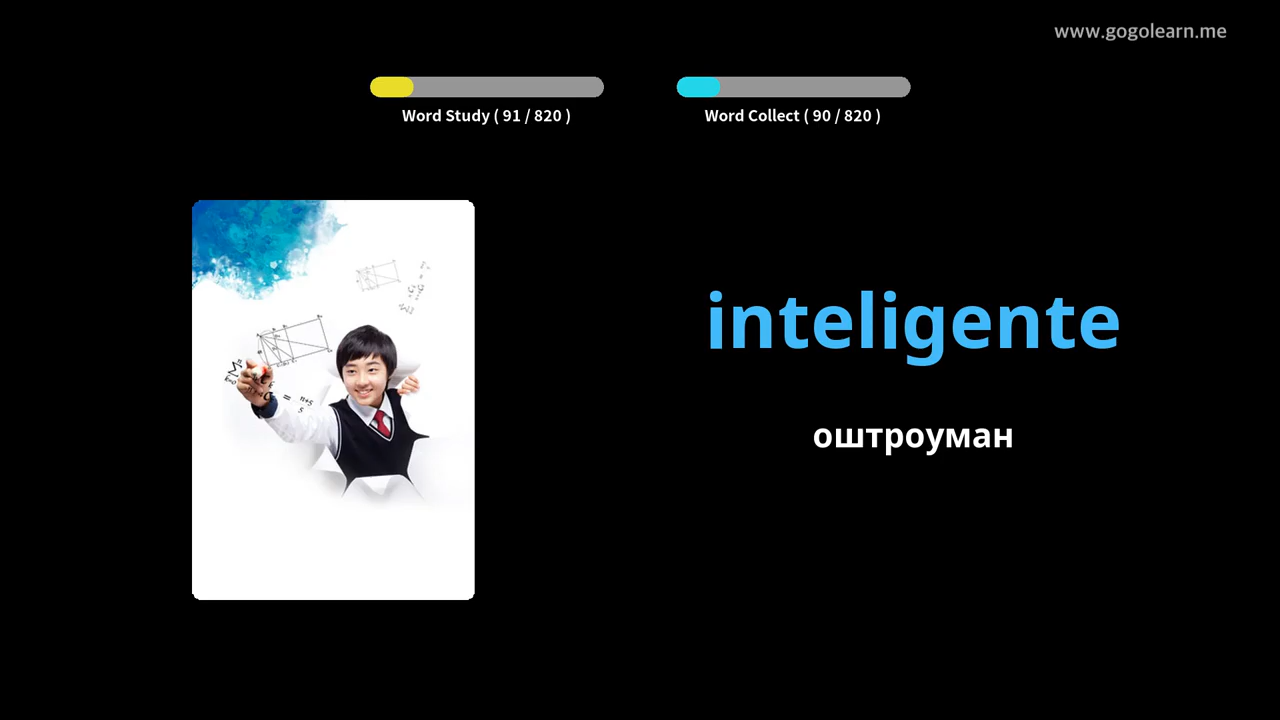 www.gogolearn.me
Word Study ( 91 / 820 )
Word Collect ( 90 / 820 )
inteligente
оштроуман